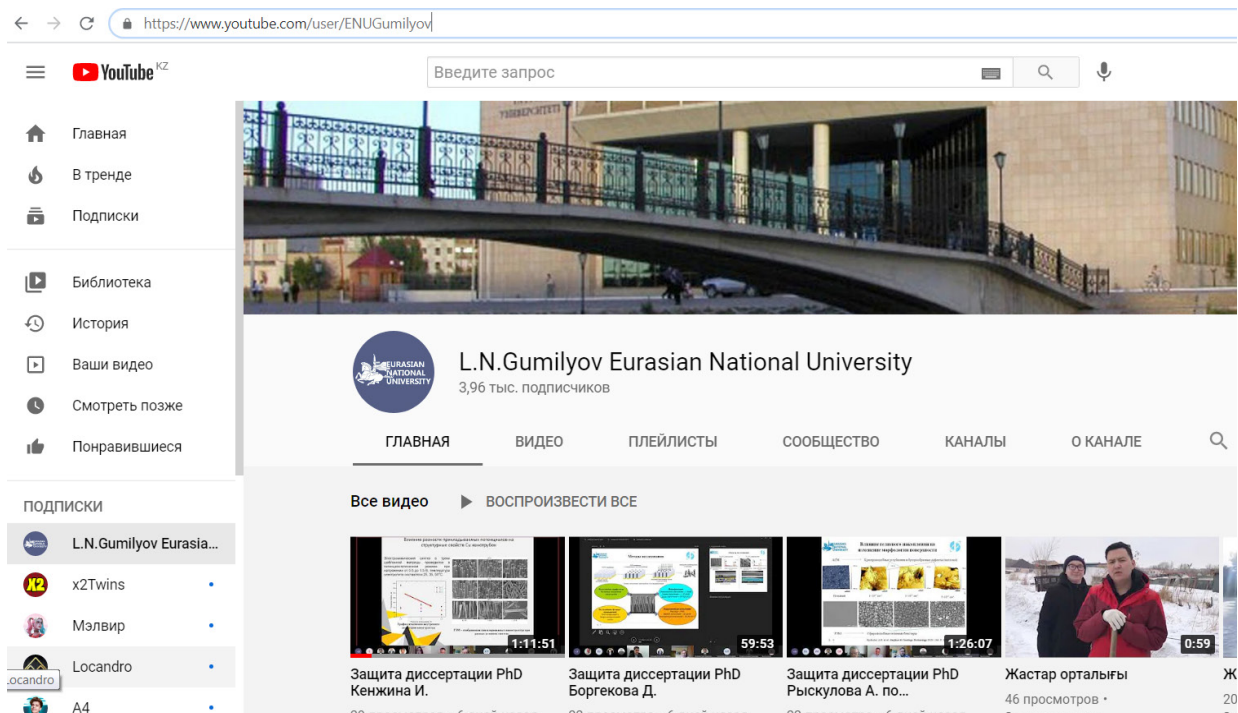 https://www.youtube.com/user/ENUGumilyov
YouTube KZ
Введите запрос
Главная
В тренде
Подписки
Библиотека
История
Ваши видео
Смотреть позже
Понравившиеся
ПОДПИСКИ
L.N.Gumilyov Eurasia...
x2Twins
Мэлвир
Locandro
ocandro
A4
EURASIAN
NATIONAL
UNIVERSITY
L.N.Gumilyov Eurasian National University
3,96 тыс. подписчиков
ГЛАВНАЯ ВИДЕО ПЛЕЙЛИСТЫ СООБЩЕСТВО КАНАЛЫ О КАНАЛЕ
Все видео ВОСПРОИЗВЕСТИ ВСЕ
1:11:51
Защита диссертации PhD
Кенжина И.
59:53
Защита диссертации PhD
Боргекова Д.
1:26:07
Защита диссертации PhD
Рыскулова А. по...
0:59
Жастар орталығы
46 просмотров •
Ж
20